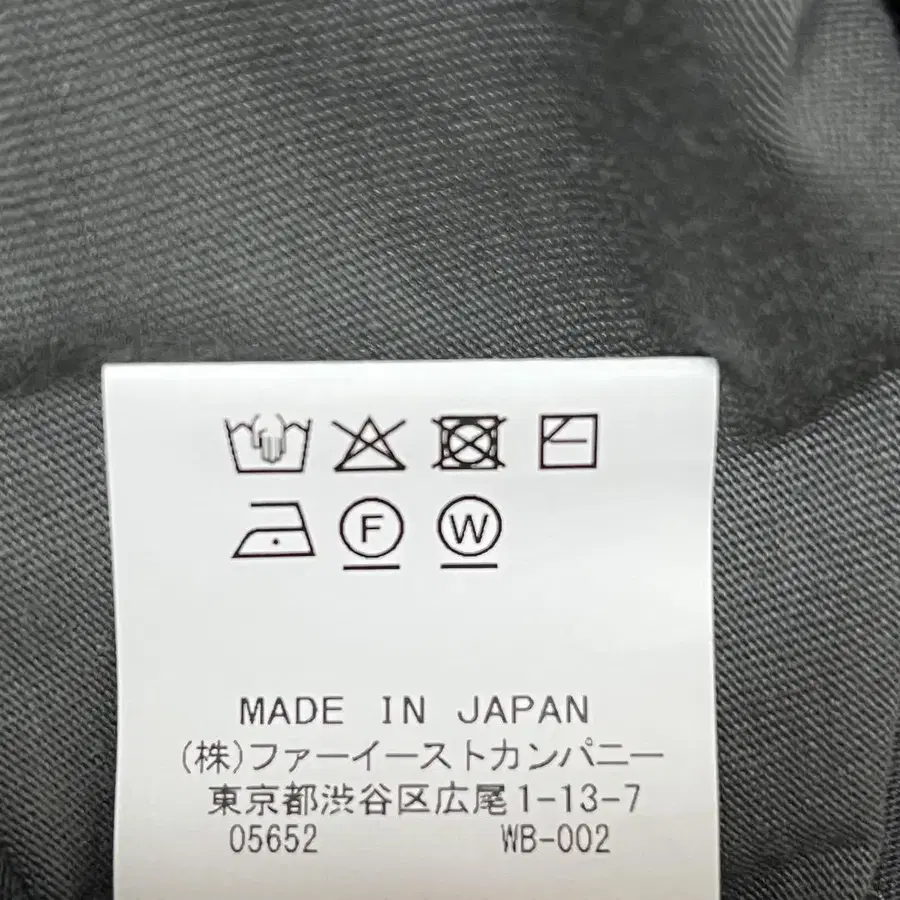 F W
MADE IN JAPAN
(株)ファーイーストカンパニー
東京都渋谷区広尾1-13-7
05652 WB-002